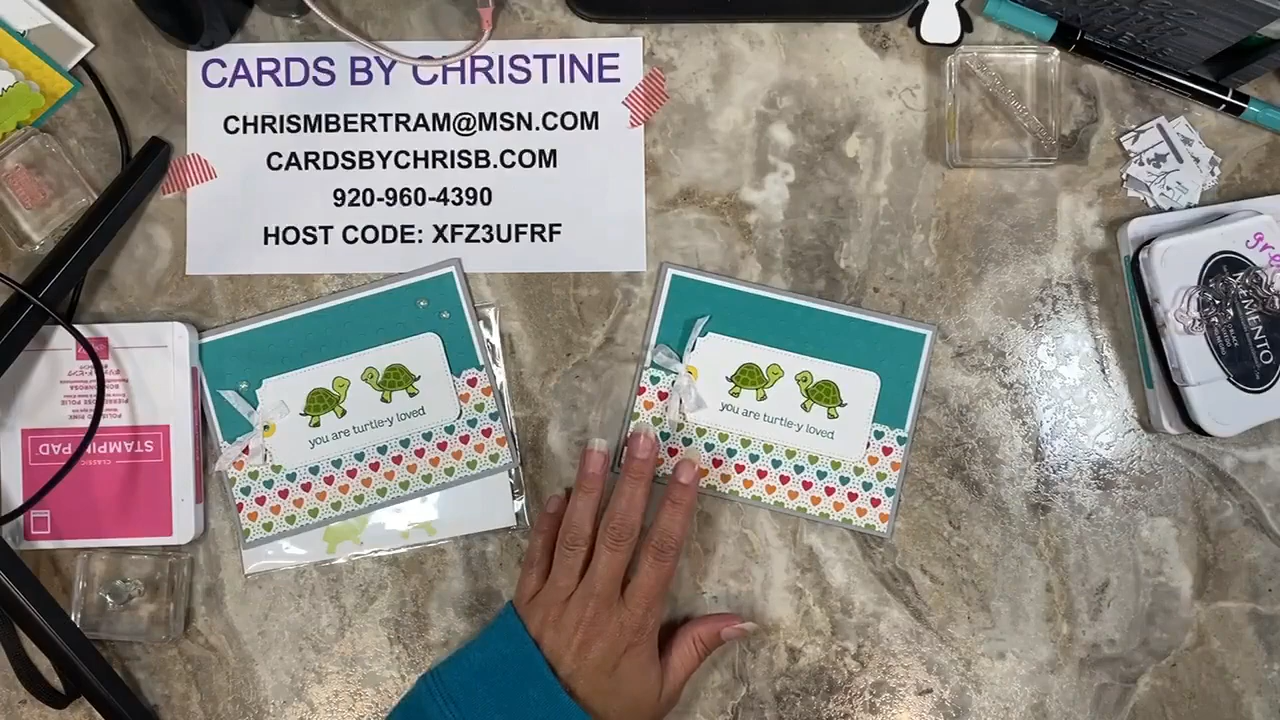 CARDS BY CHRISTINE
CHRISMBERTRAM@MSN.COM
CARDSBYCHRISB.COM
920-960-4390
HOST CODE: XFZ3UFRF
you are turtle-y loved
you are turtle-y loved
CLASSIC
STAMPIN' PAD
MEMENTO